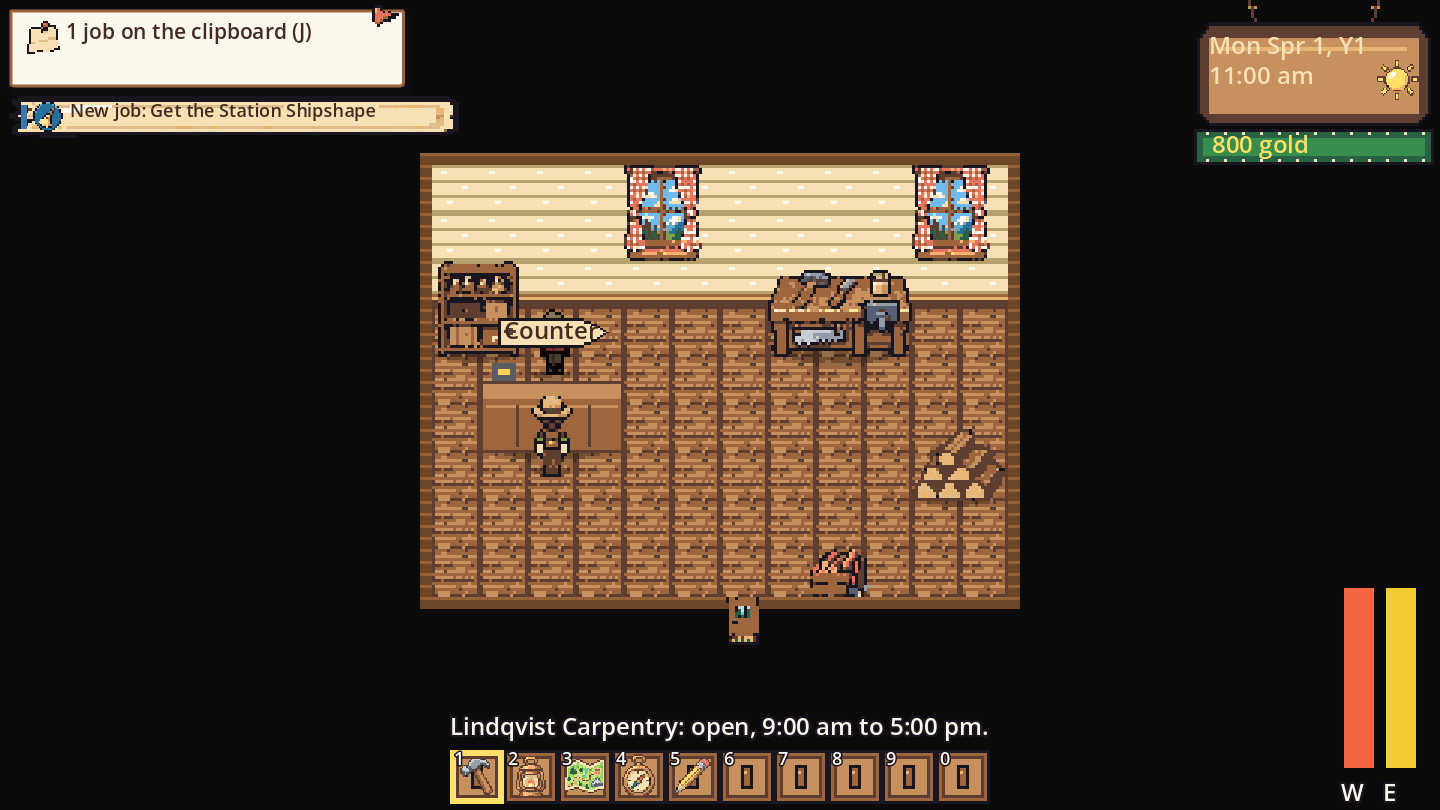 1 job on the clipboard (J)
New job: Get the Station Shipshape
Mon Spr 1, Y1
11:00 am
800 gold
Counte
Lindqvist Carpentry: open, 9:00 am to 5:00 pm.
1 2 3 4 5 6 7 8 9 0
W E